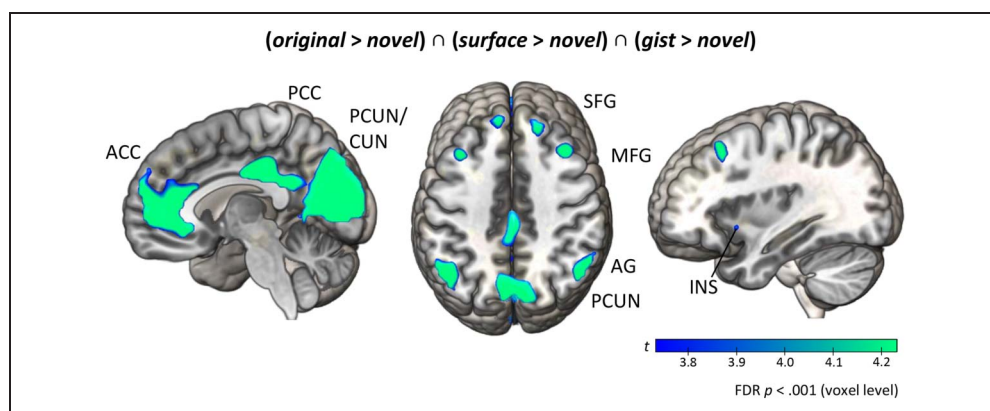 (original > novel) ∩ (surface > novel) ∩ (gist > novel)
PCC
PCUN/
CUN
ACC
SFG
MFG
AG
PCUN
INS
t
3.8 3.9 4.0 4.1 4.2
FDR p < .001 (voxel level)